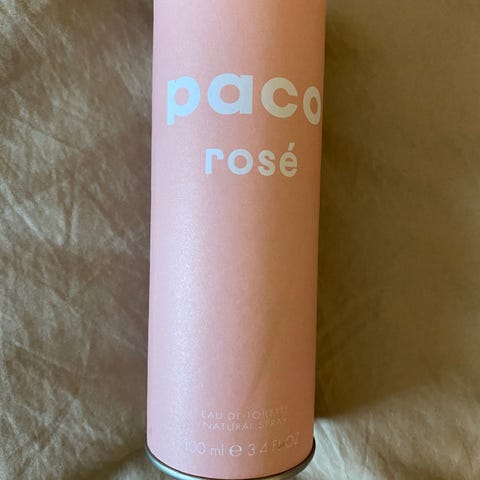 paco
rosé
EAU DE TOILETTE
NATURAL SPRAY
100 ml e 3.4 FL OZ